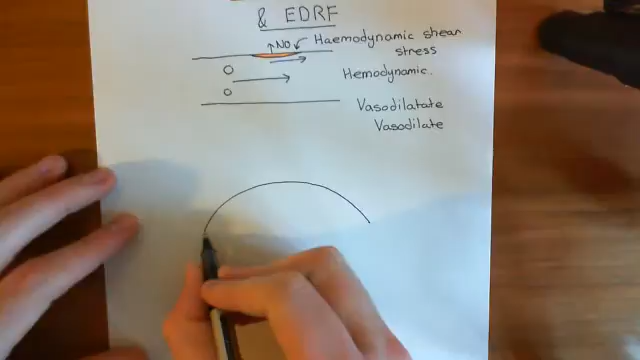 & EDRF
↑NO
Haemodynamic shear
stress
Hemodynamic.
Vasodilatate
Vasodilate